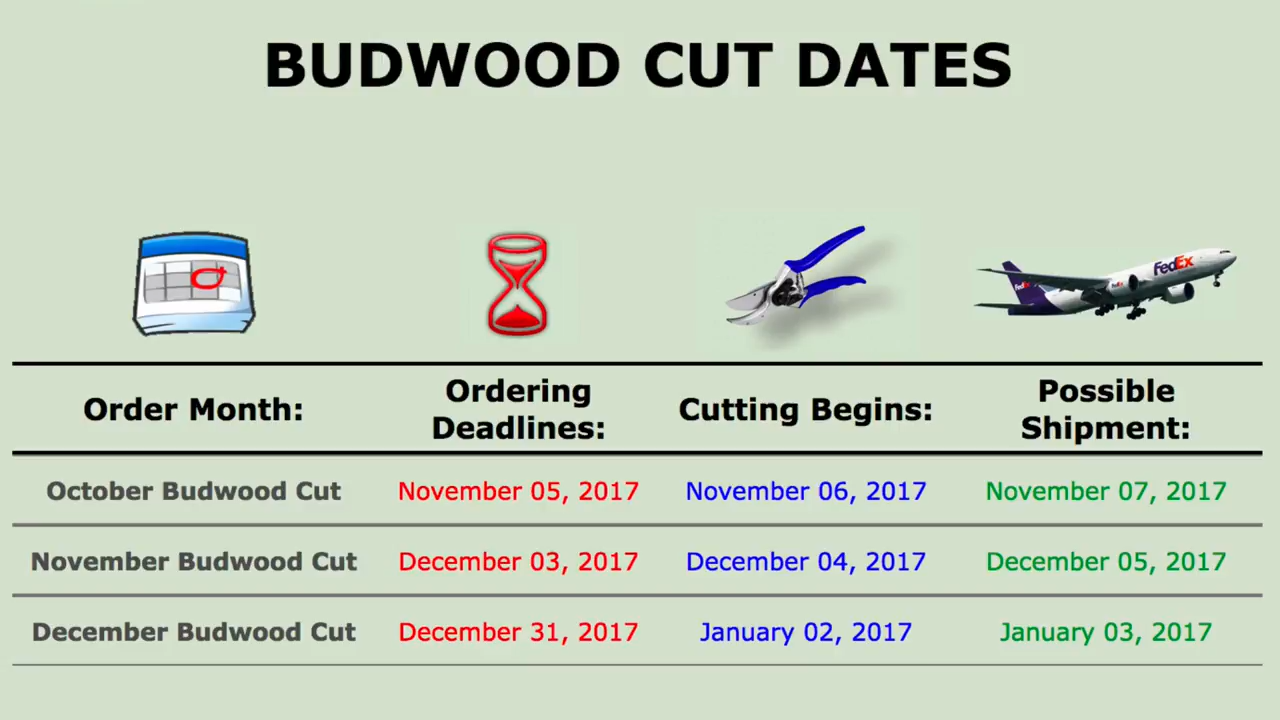 BUDWOOD CUT DATES
FedEx
FedEx
FedEx
Order Month:
Ordering
Deadlines:
Cutting Begins:
Possible
Shipment:
October Budwood Cut November 05, 2017 November 06, 2017 November 07, 2017
November Budwood Cut December 03, 2017 December 04, 2017 December 05, 2017
December Budwood Cut December 31, 2017 January 02, 2017 January 03, 2017